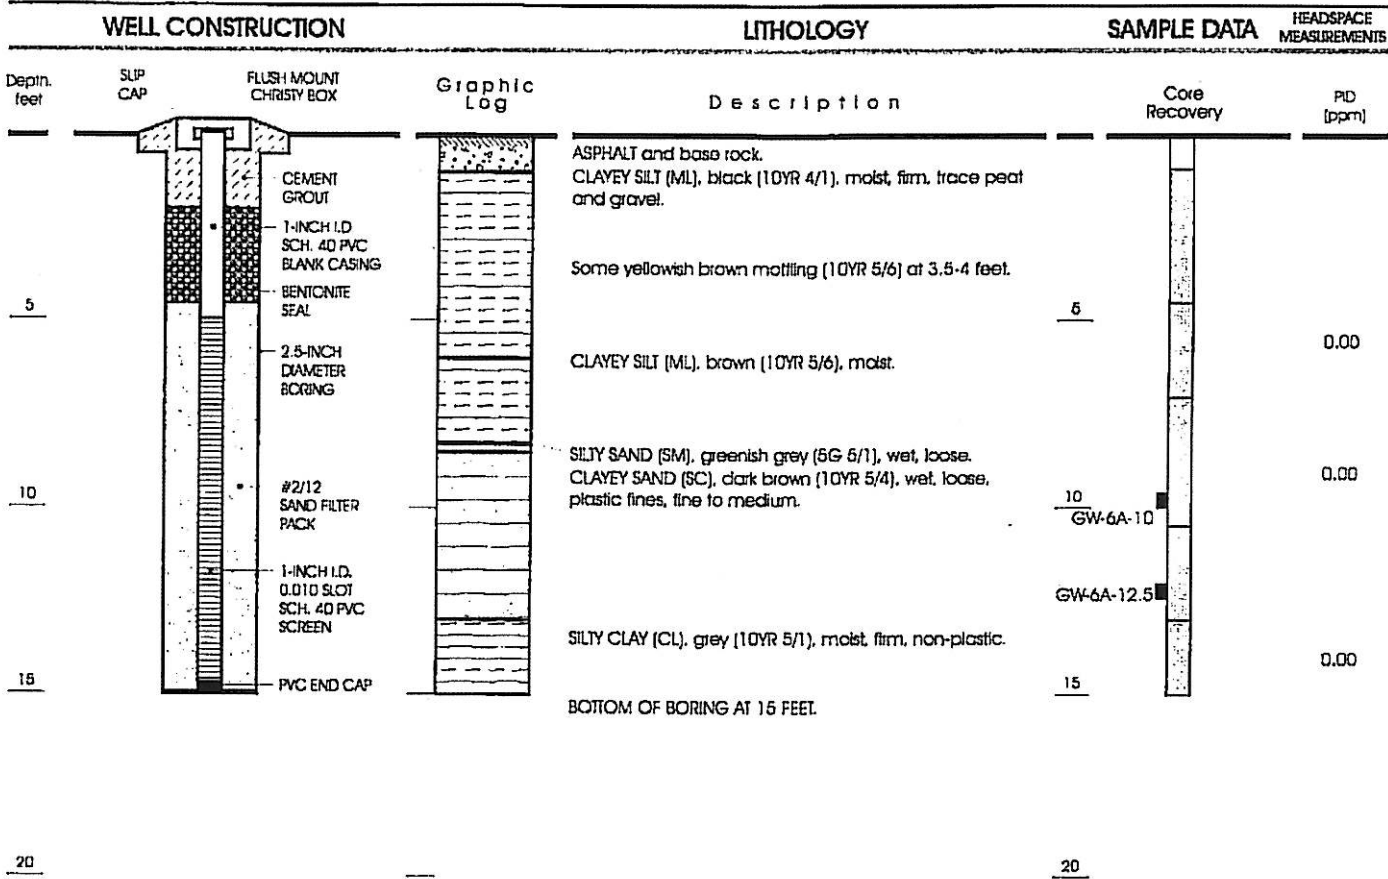 WELL CONSTRUCTION
LITHOLOGY
SAMPLE DATA
HEADSPACE
MEASUREMENTS
Depth,
feet
SLIP
CAP
FLUSH MOUNT
CHRISTY BOX
Graphic
Log
Description
Core
Recovery
PID
(ppm)
CEMENT
GROUT
1-INCH I.D
SCH. 40 PVC
BLANK CASING
BENTONITE
SEAL
2.5-INCH
DIAMETER
BORING
#2/12
SAND FILTER
PACK
1-INCH I.D.
0.010 SLOT
SCH. 40 PVC
SCREEN
PVC END CAP
5
10
15
20
ASPHALT and base rock.
CLAYEY SILT (ML), black (10YR 4/1), moist, firm, trace peat
and gravel.
Some yellowish brown mottling (10YR 5/6) at 3.5-4 feet.
CLAYEY SILT (ML), brown (10YR 5/6), moist.
SILTY SAND (SM), greenish grey (5G 5/1), wet, loose.
CLAYEY SAND (SC), dark brown (10YR 5/4), wet, loose,
plastic fines, fine to medium.
SILTY CLAY (CL), grey (10YR 5/1), moist, firm, non-plastic.
BOTTOM OF BORING AT 15 FEET.
5
10
GW-6A-10
GW-6A-12.5
15
20
0.00
0.00
0.00